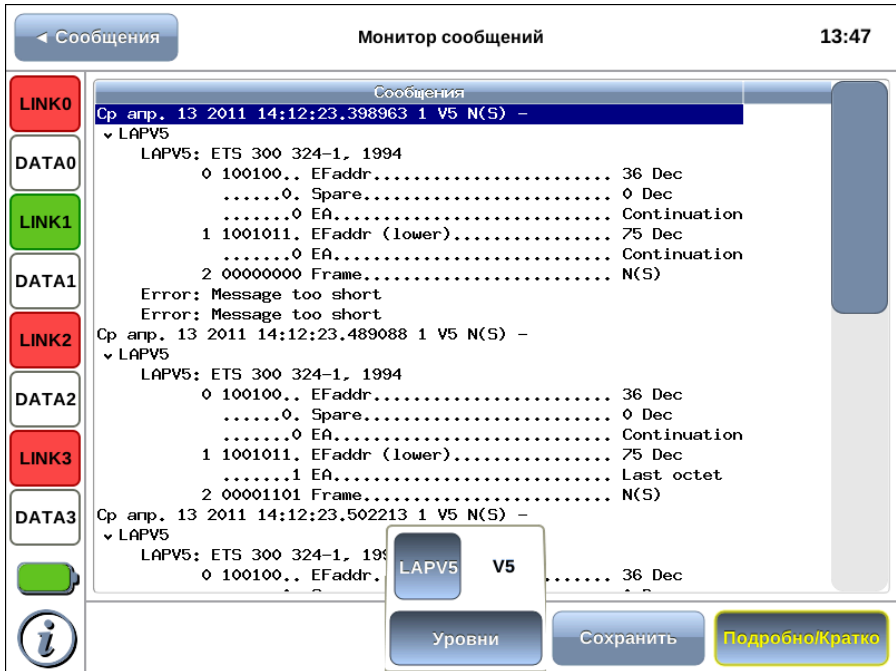 ◄ Сообщения
Монитор сообщений
13:47
LINK0
DATA0
LINK1
DATA1
LINK2
DATA2
LINK3
DATA3
Сообщения
Ср апр. 13 2011 14:12:23.398963 1 V5 N(S) -
LAPV5
LAPV5: ETS 300 324-1, 1994
0 100100.. EFaddr........................... 36 Dec
......0. Spare............................ 0 Dec
.......0 EA............................... Continuation
1 1001011. EFaddr (lower)................... 75 Dec
.......0 EA............................... Continuation
2 00000000 Frame............................ N(S)
Error: Message too short
Error: Message too short
Ср апр. 13 2011 14:12:23.489088 1 V5 N(S) -
LAPV5
LAPV5: ETS 300 324-1, 1994
0 100100.. EFaddr........................... 36 Dec
......0. Spare............................ 0 Dec
.......0 EA............................... Continuation
1 1001011. EFaddr (lower)................... 75 Dec
.......1 EA............................... Last octet
2 00001101 Frame............................ N(S)
Ср апр. 13 2011 14:12:23.502213 1 V5 N(S) -
LAPV5
LAPV5: ETS 300 324-1, 199
0 100100.. EFaddr. ...... 36 Dec
LAPV5
V5
i
Уровни
Сохранить
Подробно/Кратко